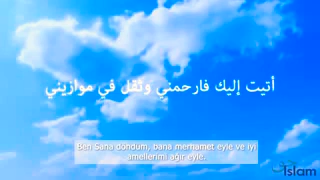 أتيت إليك فارحمني وثقل في موازيني
Ben Sana döndüm, bana merhamet eyle ve iyi
amellerimi ağır eyle.
Islam